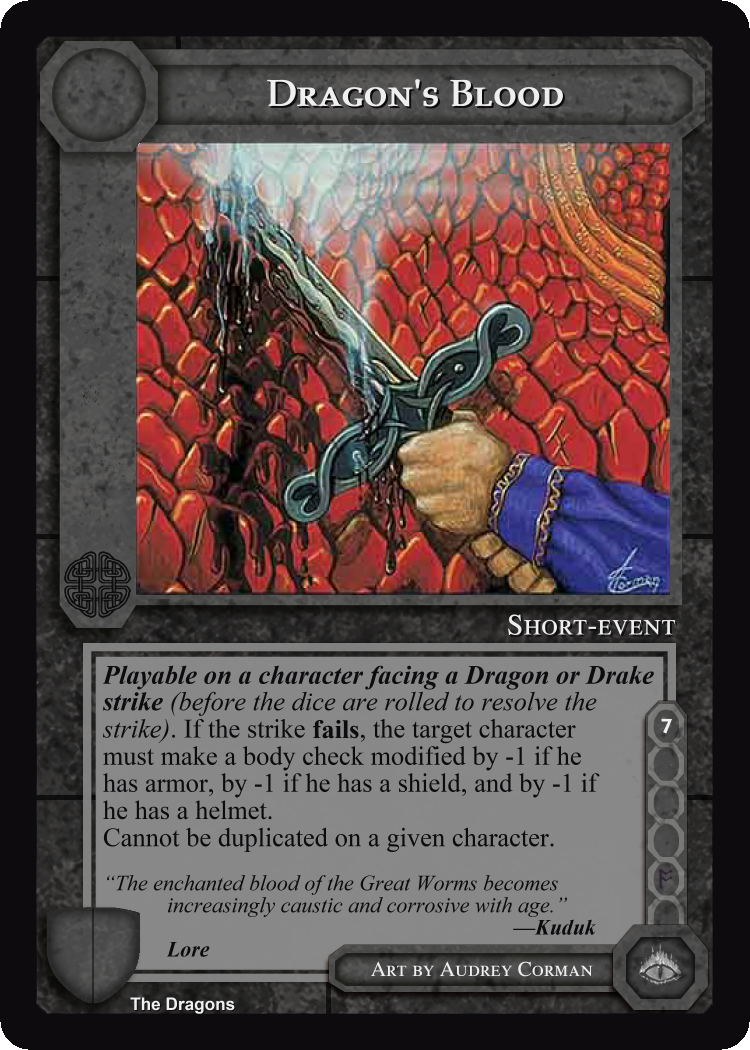 Dragon's Blood
Corman
Short-event
Playable on a character facing a Dragon or Drake
strike (before the dice are rolled to resolve the
strike). If the strike fails, the target character
must make a body check modified by -1 if he
has armor, by -1 if he has a shield, and by -1 if
he has a helmet.
Cannot be duplicated on a given character.
7
“The enchanted blood of the Great Worms becomes
increasingly caustic and corrosive with age.”
—Kuduk
Lore
Art by Audrey Corman
The Dragons